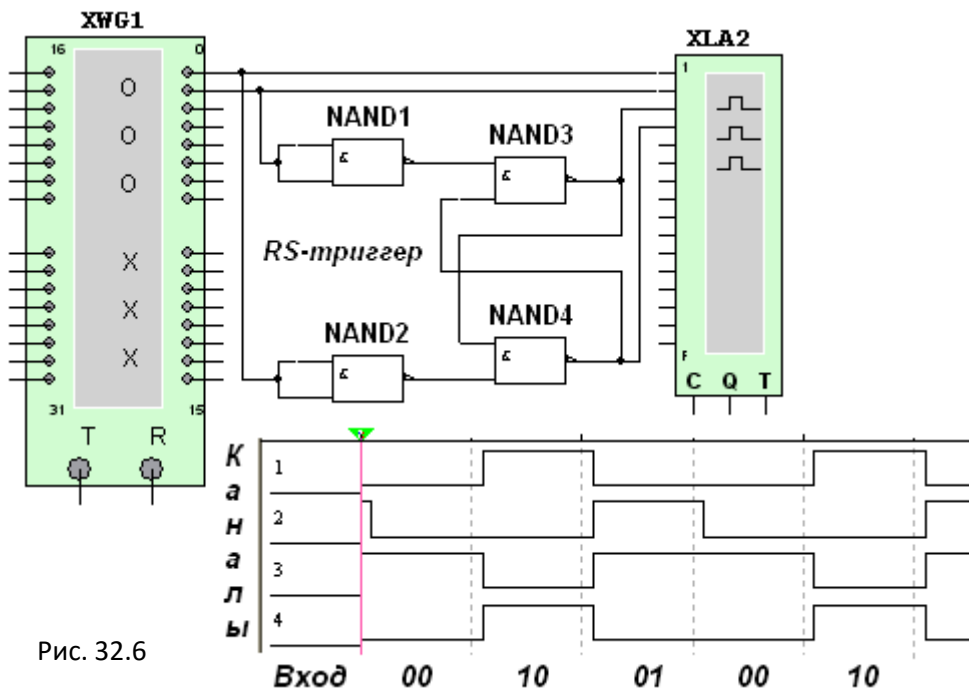 XWG1
XLA2
16 0
O
O
O
X
X
X
31 15
T R
NAND1
&
NAND3
&
RS-триггер
NAND2
&
NAND4
&
1
F
C Q T
Каналы
1
2
3
4
Рис. 32.6
Вход 00 10 01 00 10